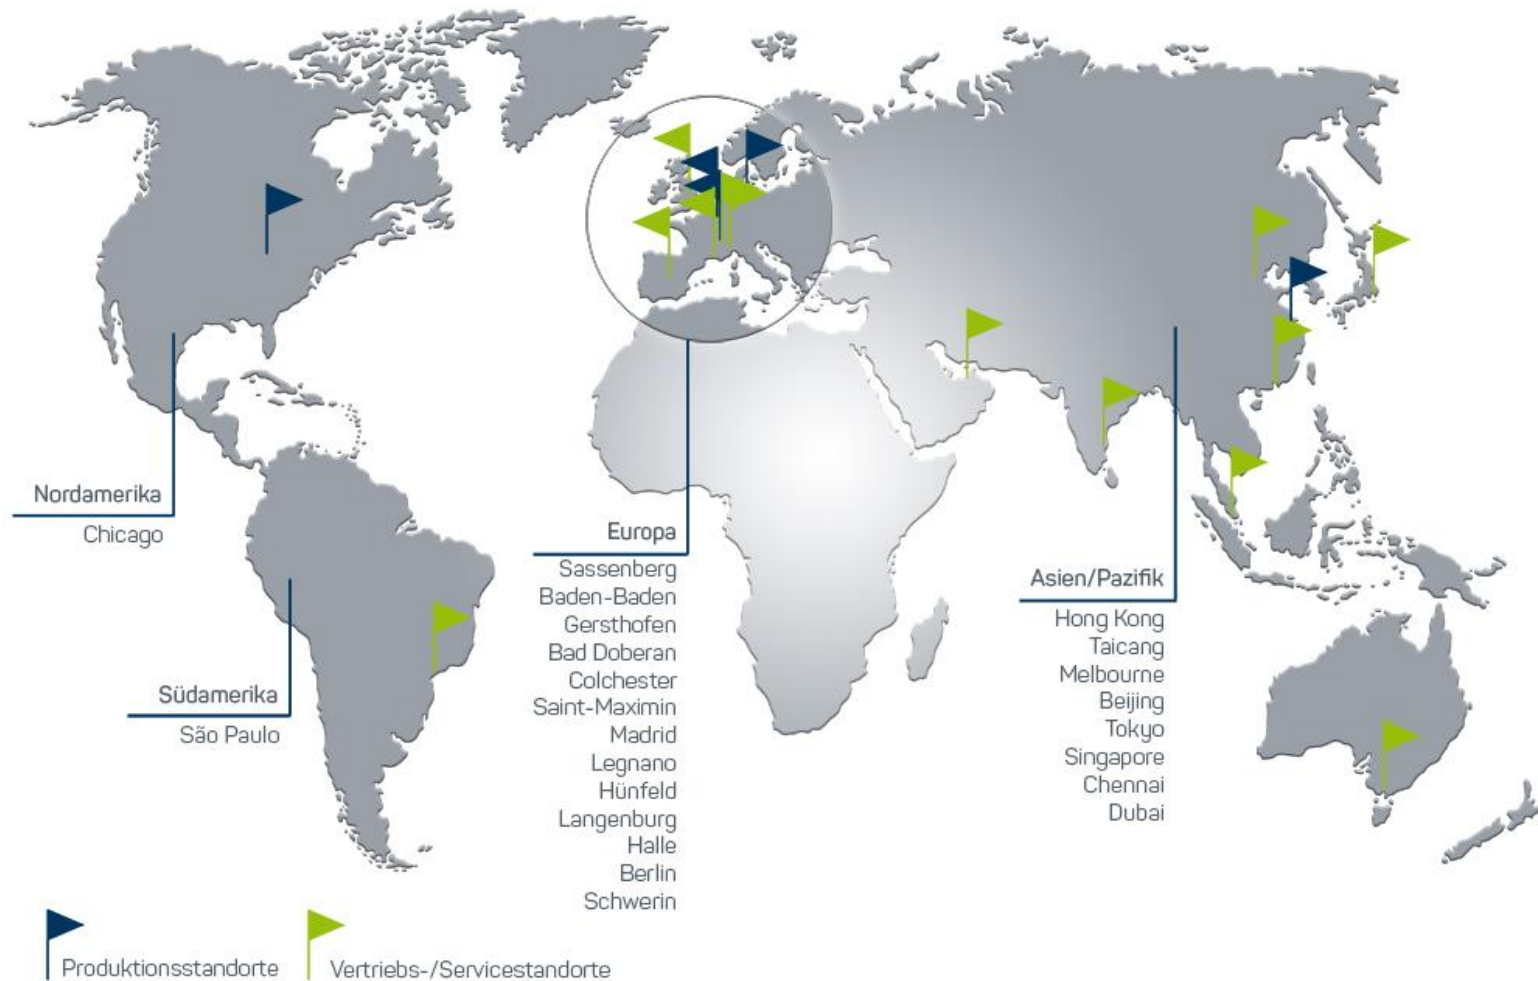 Nordamerika
Chicago
Südamerika
São Paulo
Europa
Sassenberg
Baden-Baden
Gersthofen
Bad Doberan
Colchester
Saint-Maximin
Madrid
Legnano
Hünfeld
Langenburg
Halle
Berlin
Schwerin
Asien/Pazifik
Hong Kong
Taicang
Melbourne
Beijing
Tokyo
Singapore
Chennai
Dubai
Produktionsstandorte
Vertriebs-/Servicestandorte